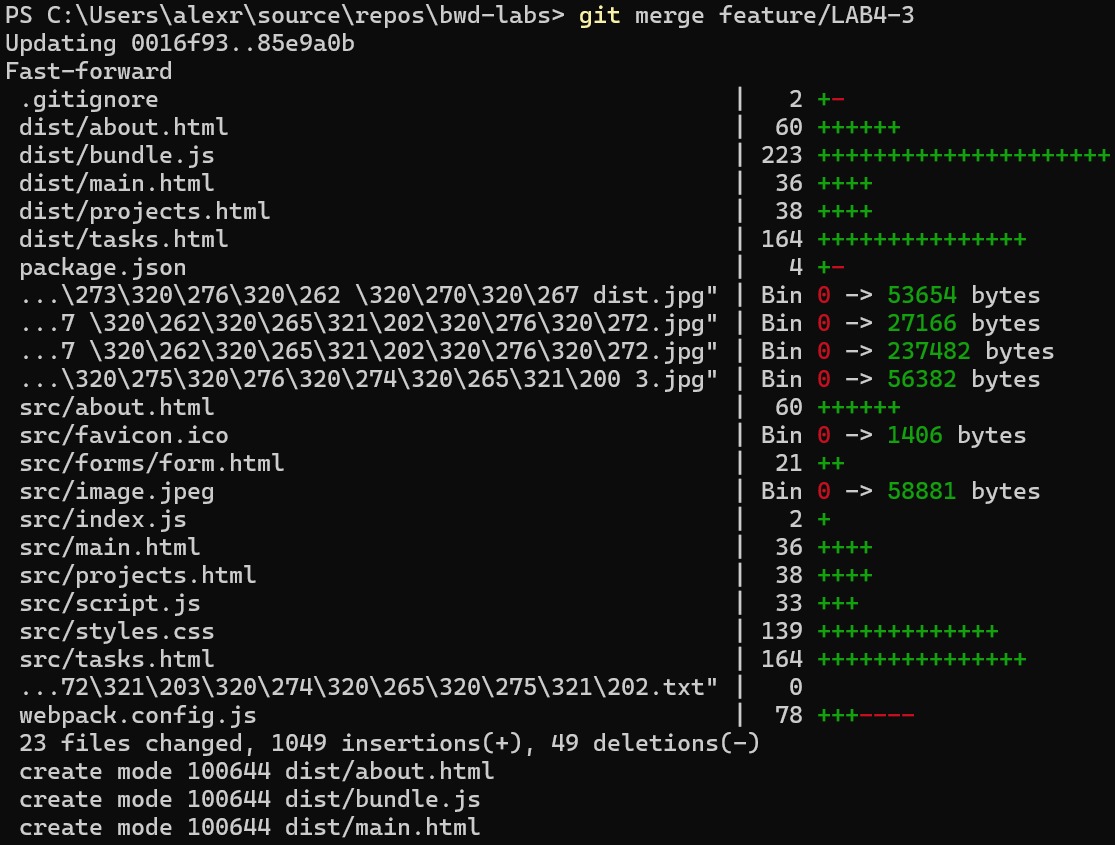 PS C:\Users\alexr\source\repos\bwd-labs> git merge feature/LAB4-3
Updating 0016f93..85e9a0b
Fast-forward
 .gitignore                                         |   2 +-
 dist/about.html                                    |  60 ++++++
 dist/bundle.js                                     | 223 +++++++++++++++++++++
 dist/main.html                                     |  36 ++++
 dist/projects.html                                 |  38 ++++
 dist/tasks.html                                    | 164 +++++++++++++++
 package.json                                       |   4 +-
 ...\273\320\276\320\262 \320\270\320\267 dist.jpg" | Bin 0 -> 53654 bytes
 ...7 \320\262\320\265\321\202\320\276\320\272.jpg" | Bin 0 -> 27166 bytes
 ...7 \320\262\320\265\321\202\320\276\320\272.jpg" | Bin 0 -> 237482 bytes
 ...\320\275\320\276\320\274\320\265\321\200 3.jpg" | Bin 0 -> 56382 bytes
 src/about.html                                     |  60 ++++++
 src/favicon.ico                                    | Bin 0 -> 1406 bytes
 src/forms/form.html                                |  21 ++
 src/image.jpeg                                     | Bin 0 -> 58881 bytes
 src/index.js                                       |   2 +
 src/main.html                                      |  36 ++++
 src/projects.html                                  |  38 ++++
 src/script.js                                      |  33 +++
 src/styles.css                                     | 139 +++++++++++++
 src/tasks.html                                     | 164 +++++++++++++++
 ...72\321\203\320\274\320\265\320\275\321\202.txt" |   0
 webpack.config.js                                  |  78 +++----
 23 files changed, 1049 insertions(+), 49 deletions(-)
 create mode 100644 dist/about.html
 create mode 100644 dist/bundle.js
 create mode 100644 dist/main.html